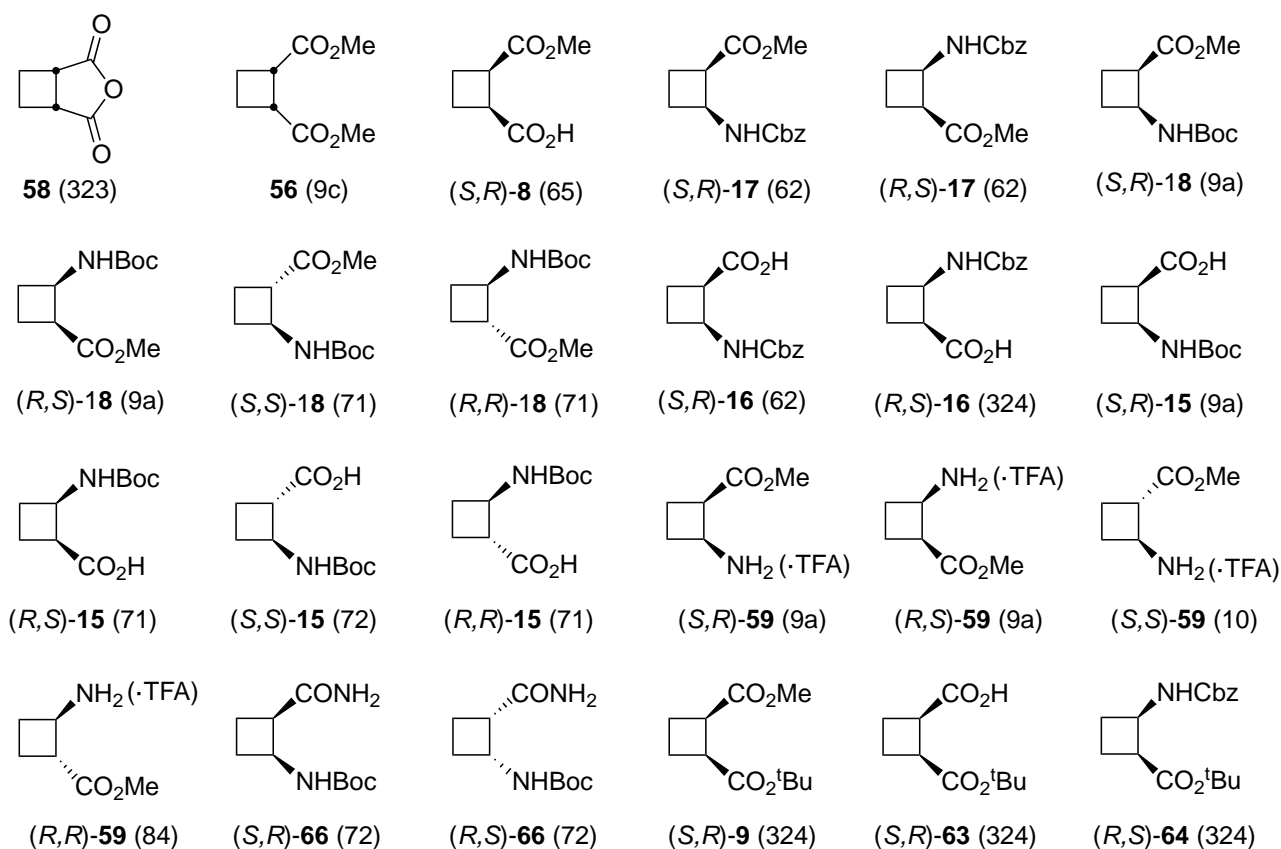 O
O
O
CO2Me
CO2Me
CO2Me
CO2H
CO2Me
NHCbz
NHCbz
CO2Me
CO2Me
NHBoc
58 (323) 56 (9c) (S,R)-8 (65) (S,R)-17 (62) (R,S)-17 (62) (S,R)-18 (9a)
NHBoc
CO2Me
CO2Me
NHBoc
NHBoc
CO2Me
CO2H
NHCbz
NHCbz
CO2H
CO2H
NHBoc
(R,S)-18 (9a) (S,S)-18 (71) (R,R)-18 (71) (S,R)-16 (62) (R,S)-16 (324) (S,R)-15 (9a)
NHBoc
CO2H
CO2H
NHBoc
NHBoc
CO2H
CO2Me
NH2 (·TFA)
NH2 (·TFA)
CO2Me
CO2Me
NH2 (·TFA)
(R,S)-15 (71) (S,S)-15 (72) (R,R)-15 (71) (S,R)-59 (9a) (R,S)-59 (9a) (S,S)-59 (10)
NH2 (·TFA)
CO2Me
CONH2
NHBoc
CONH2
NHBoc
CO2Me
CO2tBu
CO2H
CO2tBu
NHCbz
CO2tBu
(R,R)-59 (84) (S,R)-66 (72) (R,S)-66 (72) (S,R)-9 (324) (S,R)-63 (324) (R,S)-64 (324)